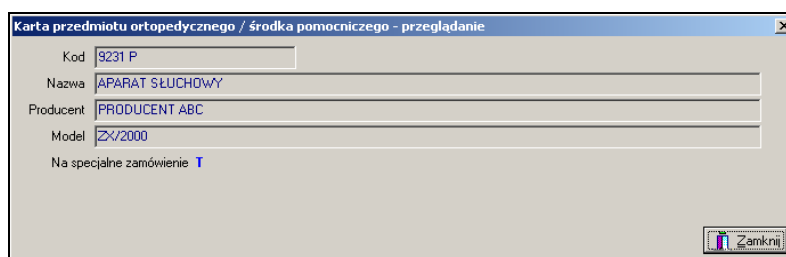 Karta przedmiotu ortopedycznego / środka pomocniczego - przeglądanie
Kod 9231 P
Nazwa APARAT SŁUCHOWY
Producent PRODUCENT ABC
Model ZX/2000
Na specjalne zamówienie T
Zamknij